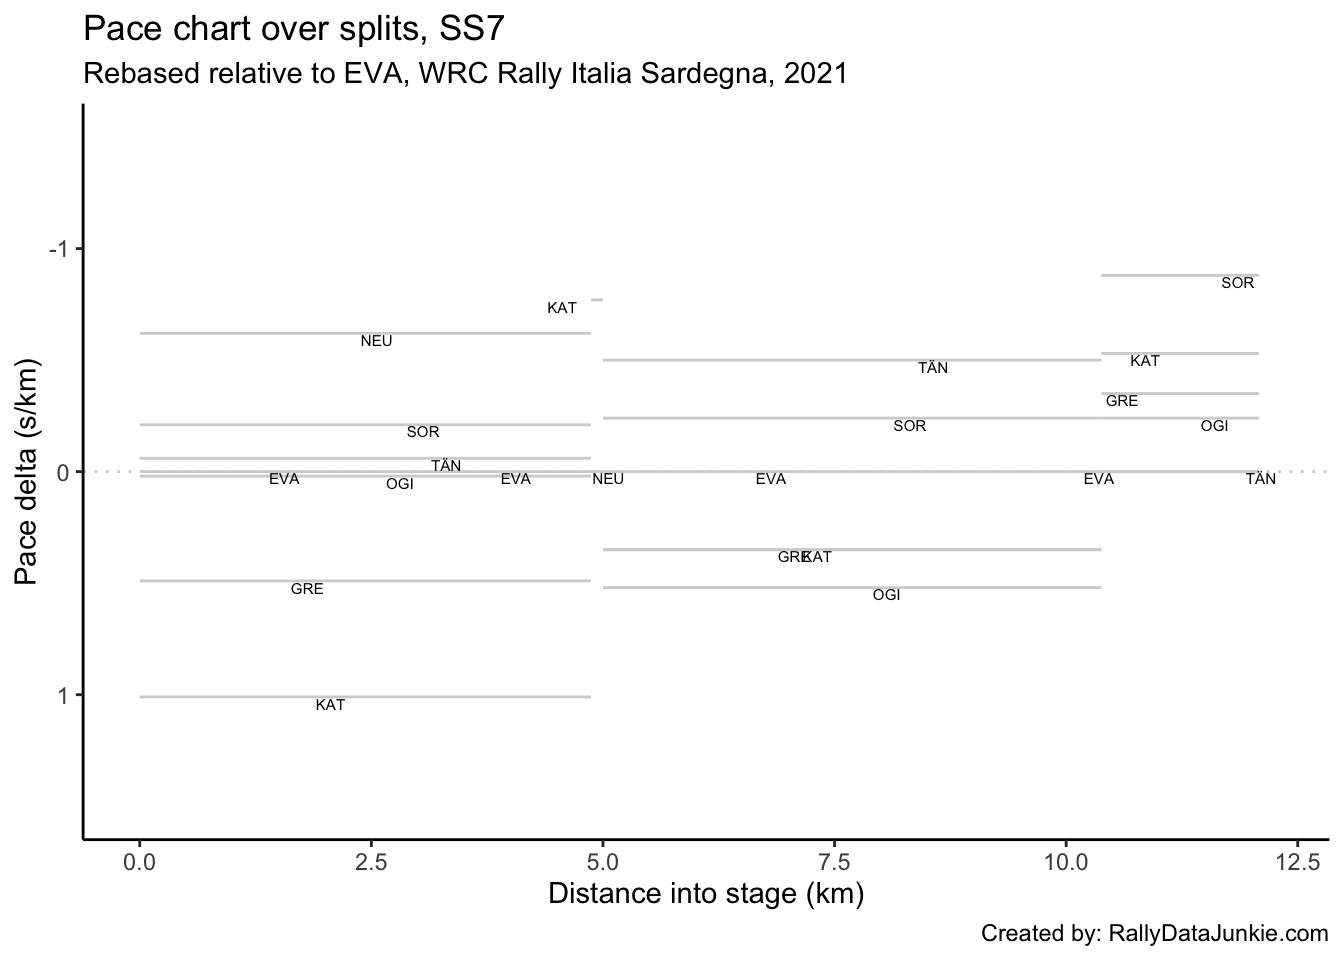 Pace chart over splits, SS7
Rebased relative to EVA, WRC Rally Italia Sardegna, 2021
Pace delta (s/km)
-1
0
1
SOR
KAT
NEU
KAT
TÄN
GRE
SOR
SOR
OGI
TÄN
EVA
OGI
EVA
NEU
EVA
EVA
TÄN
GRE
KAT
GRE
OGI
KAT
0.0 2.5 5.0 7.5 10.0 12.5
Distance into stage (km)
Created by: RallyDataJunkie.com